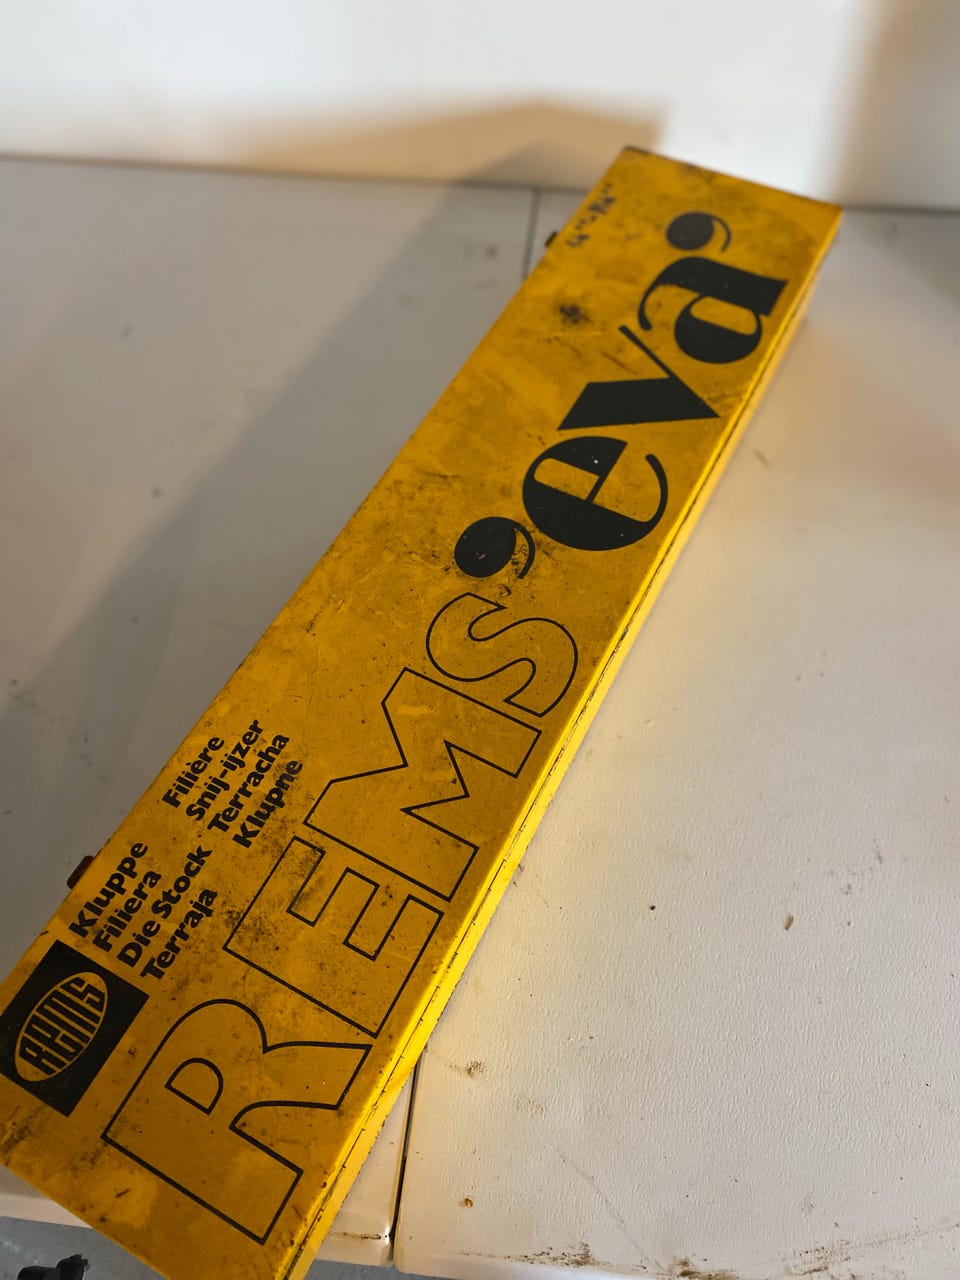 REMS 'eva'
REMS
Kluppe
Filiera
Die Stock
Terraja
Filière
Snij-ijzer
Terracha
Klupne